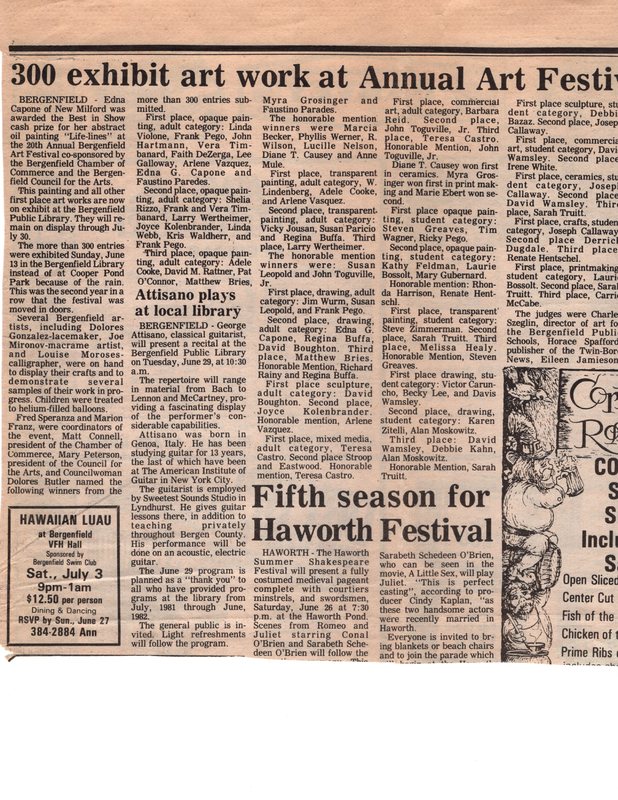 300 exhibit art work at Annual Art Festiv
BERGENFIELD - Edna
Capone of New Milford was
awarded the Best in Show
cash prize for her abstract
oil painting "Life-lines" at
the 20th Annual Bergenfield
Art Festival co-sponsored by
the Bergenfield Chamber of
Commerce and the Bergen-
field Council for the Arts.
This painting and all other
first place art works are now
on exhibit at the Bergenfield
Public Library. They will re-
main on display through Ju-
ly 30.
The more than 300 entries
were exhibited Sunday, June
13 in the Bergenfield Library
instead of at Cooper Pond
Park because of the rain.
This was the second year in a
row that the festival was
moved in doors.
Several Bergenfield ar-
tists, including Dolores
Gonzalez-lacemaker, Joe
Mironov-macrame artist,
and Louise Moroses-
calligrapher, were on hand
to display their crafts and to
demonstrate several
samples of their work in pro-
gress. Children were treated
to helium-filled balloons.
Fred Speranza and Marion
Franz, were coordinators of
the event, Matt Connell,
president of the Chamber of
Commerce, Mary Peterson,
president of the Council for
the Arts, and Councilwoman
Dolores Butler named the
following winners from the
more than 300 entries sub-
mitted.
First place, opaque pain-
ting, adult category: Linda
Violone, Frank Pego, John
Hartmann, Vera Tim-
banard, Faith DeZerga, Lee
Galloway, Arlene Vazquez,
Edna G. Capone and
Faustino Paredes.
Second place, opaque pain-
ting, adult category: Shelia
Rizzo, Frank and Vera Tim-
banard, Larry Wertheimer,
Joyce Kolenbrander, Linda
Webb, Kris Waldherr, and
Frank Pego.
Third place, opaque pain-
ting, adult category: Adele
Cooke, David M. Rattner, Pat
O'Connor, Matthew Bries,
Myra Grosinger and
Faustino Parades.
The honorable mention
winners were: Marcia
Becker, Phyllis Werner, R.
Wilson, Lucille Nelson,
Diane T. Causey and Anne
Mule.
First place, transparent
painting, adult category, W.
Lindenberg, Adele Cooke,
and Arlene Vasquez.
Second place, transparent
painting, adult category:
Vicky Jousan, Susan Paricio
and Regina Buffa. Third
place, Larry Wertheimer.
The honorable mention
winners were: Susan
Leopold and John Toguville,
Jr.
First place, drawing, adult
category: Jim Wurm, Susan
Leopold, and Frank Pego.
Second place, drawing,
adult category: Edna G.
Capone, Regina Buffa,
David Boughton. Third
place, Matthew Bries.
Honorable Mention, Richard
Rainy and Regina Buffa.
First place sculpture,
adult category: David
Boughton. Second place,
Joyce Kolenbrander.
Honorable mention, Arlene
Vazquez.
First place, mixed media,
adult category, Teresa
Castro. Second place Stroop
and Eastwood. Honorable
mention, Teresa Castro.
First place, commercial
art, adult category, Barbara
Reid. Second place,
John Toguville, Jr. Third
place, Teresa Castro.
Honorable Mention, John
Toguville, Jr.
Diane T. Causey won first
in ceramics. Myra Gros-
inger won first in print mak-
ing and Marie Ebert won se-
cond.
First place opaque pain-
ting, student category:
Steven Greaves, Tim
Wagner, Ricky Pego.
Second place, opaque pain-
ting, student category:
Kathy Feldman, Laurie
Bossolt, Mary Gubernard.
Honorable mention: Rhon-
da Harrison, Renate Hent-
schl.
First place, transparent
painting, student category:
Steve Zimmerman. Second
place, Sarah Truitt. Third
place, Melissa Healy.
Honorable Mention, Steven
Greaves.
First place drawing, stu-
dent category: Victor Carun-
cho, Becky Lee, and Davis
Wamsley.
Second place, drawing,
student category: Karen
Zitelli, Alan Moskowitz.
Third place: David
Wamsley, Debbie Kahn,
Alan Moskowitz.
Honorable Mention, Sarah
Truitt.
First place sculpture, stu
dent category, Debbi
Bazaz. Second place, Josep
Callaway.
First place, commercia
art, student category, David
Wamsley. Second place
Irene White.
First place, ceramics, stu
dent category, Josep
Callaway. Second place
David Wamsley. Third
place, Sarah Truitt.
First place, crafts, student
category, Joseph Callaway
Second place Derric
Dugdale. Third place
Renate Hentschel.
First place, printmaking
student category, Lauri
Bossolt. Second place, Sara
Truitt. Third place, Carri
McCabe.
The judges were Charle
Szeglin, director of art fo
the Bergenfield Publi
Schools, Horace Spafford
publisher of the Twin-Bor
News, Eileen Jamieson
Attisano plays
at local library
BERGENFIELD - George
Attisano, classical guitarist,
will present a recital at the
Bergenfield Public Library
on Tuesday, June 29, at 10:30
a.m.
The repertoire will range
in material from Bach to
Lennon and McCartney, pro-
viding a fascinating display
of the performer's con-
siderable capabilities.
Attisano was born in
Genoa, Italy. He has been
studying guitar for 13 years,
the last of which have been
at The American Institute of
Guitar in New York City.
The guitarist is employed
by Sweetest Sounds Studio in
Lyndhurst. He gives guitar
lessons there, in addition to
teaching privately
throughout Bergen County.
His performance will be
done on an acoustic, electric
guitar.
The June 29 program is
planned as a "thank you" to
all who have provided pro-
grams at the library from
July, 1981 through June,
1982.
The general public is in-
vited. Light refreshments
will follow the program.
HAWAIIAN LUAU
at Bergenfield
VFH Hall
Sponsored by
Bergenfield Swim Club
Sat., July 3
9pm-1am
$12.50 per person
Dining & Dancing
RSVP by Sun., June 27
384-2884 Ann
Fifth season for
Haworth Festival
HAWORTH - The Haworth
Summer Shakespeare
Festival will present a fully
costumed medieval pageant
complete with courtiers
minstrels, and swordsmen,
Saturday, June 26 at 7:30
p.m. at the Haworth Pond.
Scenes from Romeo and
Juliet starring Conal
O'Brien and Sarabeth Sche-
deen O'Brien will follow the
Sarabeth Schedeen O'Brien,
who can be seen in the
movie, A Little Sex, will play
Juliet. "This is perfect
casting", according to pro-
ducer Cindy Kaplan, "as
these two handsome actors
were recently married in
Haworth.
Everyone is invited to br-
ing blankets or beach chairs
and to join the parade which
CO
S
S
Inclu
Sa
Open Sliced
Center Cut
Fish of the
Chicken of t
Prime Ribs